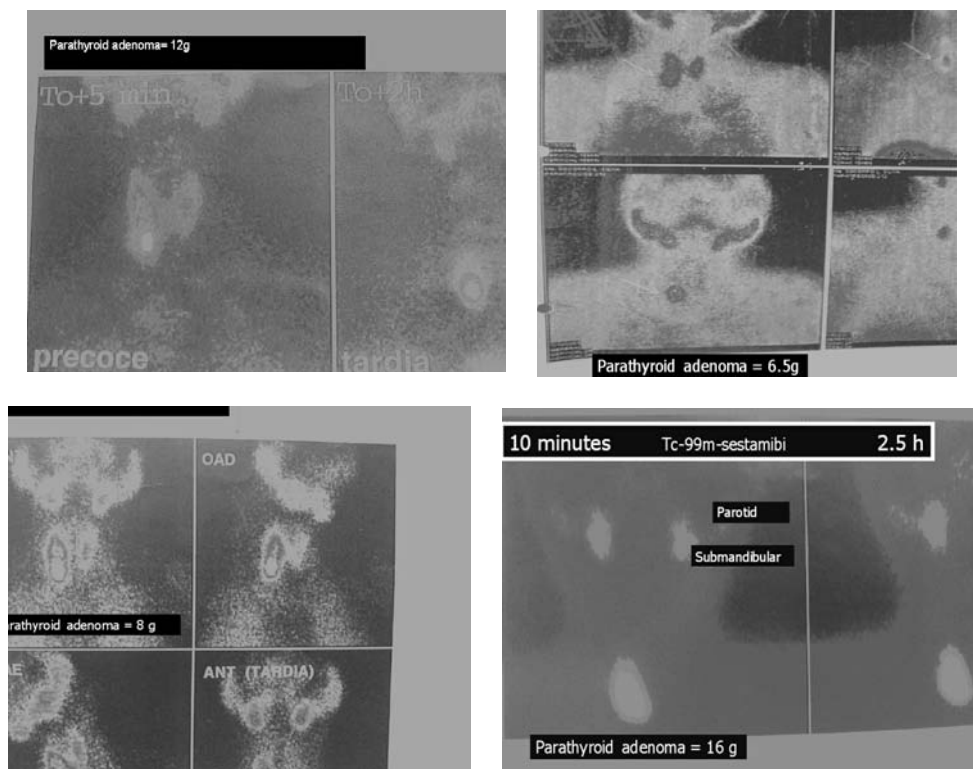 Parathyroid adenoma= 12g
To+5 min
To+2h
precoce
tardia
Parathyroid adenoma = 6.5g
OAD
arathyroid adenoma = 8 g
AE
ANT (TARDIA)
10 minutes Tc-99m-sestamibi 2.5 h
Parotid
Submandibular
Parathyroid adenoma = 16 g